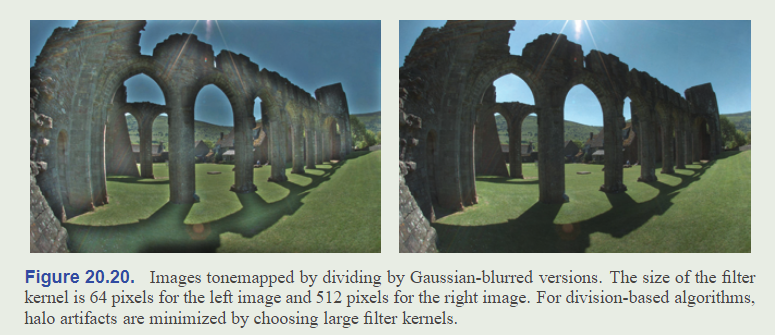 Figure 20.20. Images tonemapped by dividing by Gaussian-blurred versions. The size of the filter
kernel is 64 pixels for the left image and 512 pixels for the right image. For division-based algorithms,
halo artifacts are minimized by choosing large filter kernels.